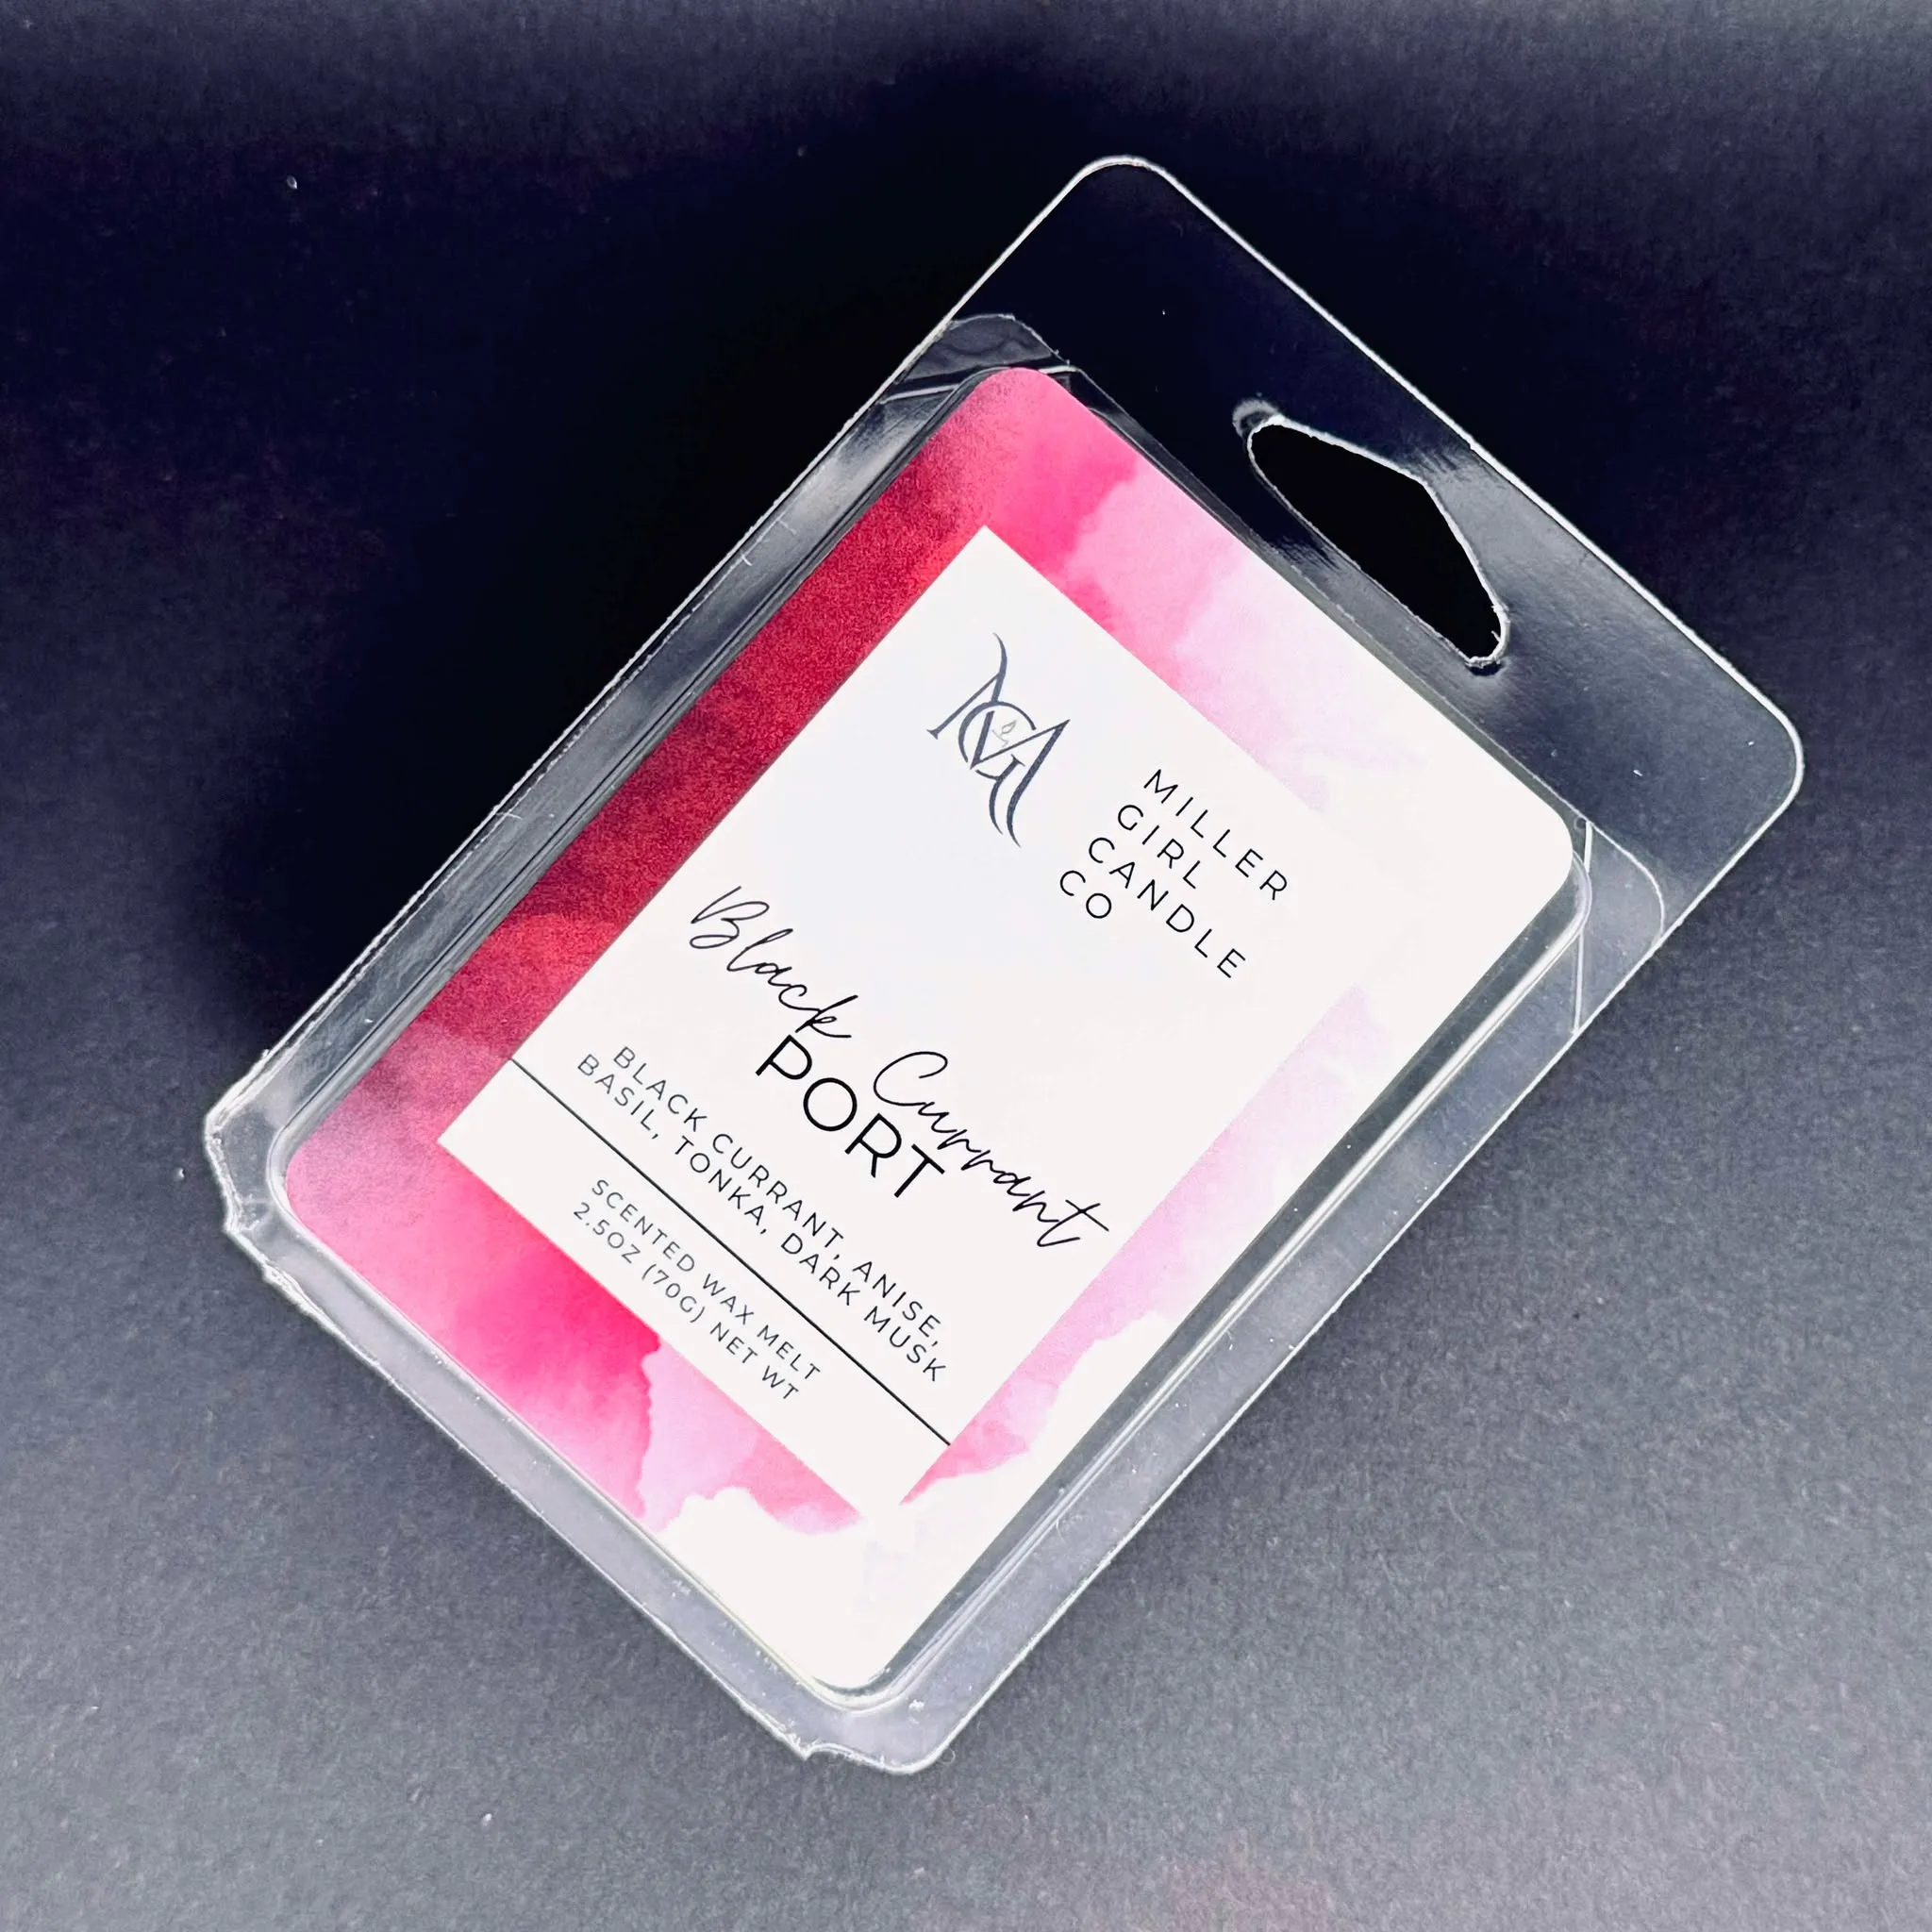 MG
MILLER
GIRL
CANDLE
CO
Black Currant
PORT
BLACK CURRANT, ANISE,
BASIL, TONKA, DARK MUSK
SCENTED WAX MELT
2.5OZ (70G) NET WT